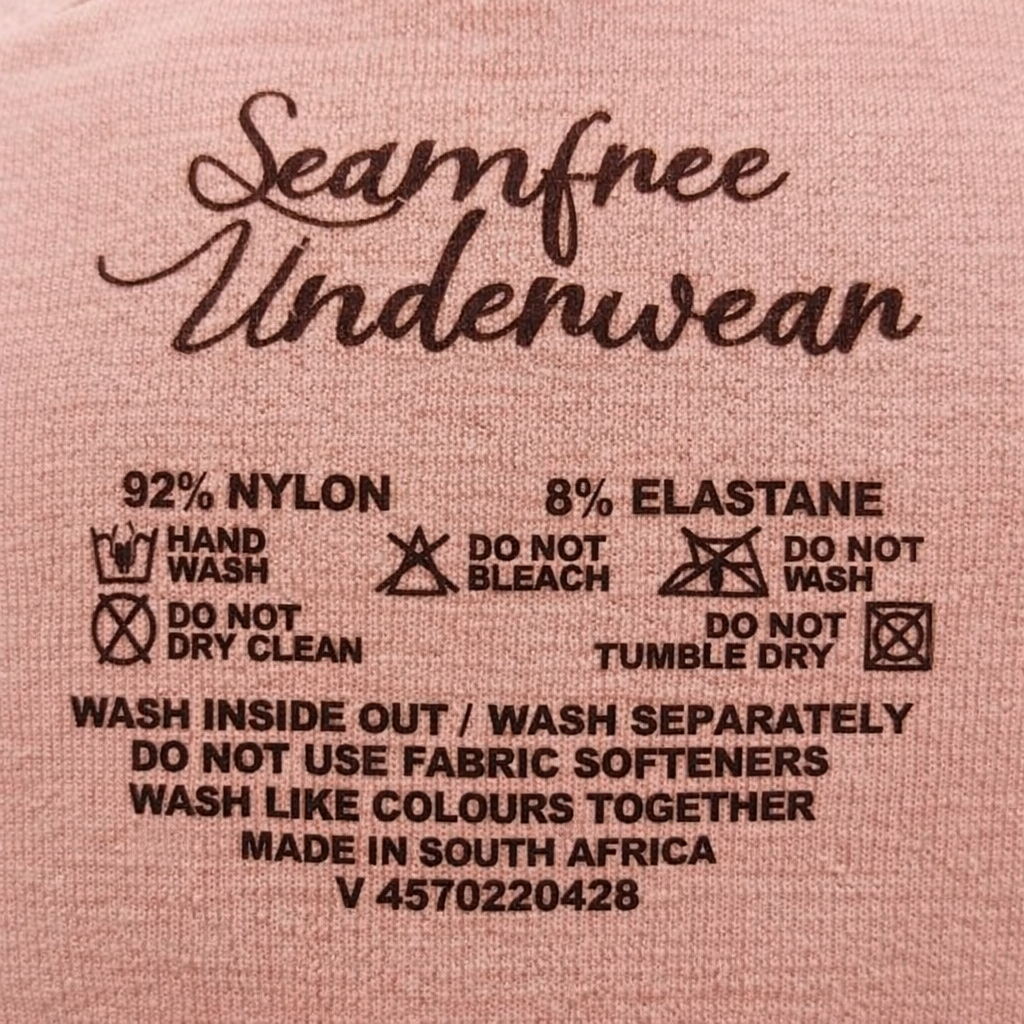 Seamfree
Underwear
92% NYLON 8% ELASTANE
HAND WASH
DO NOT BLEACH
DO NOT WASH
DO NOT DRY CLEAN
DO NOT TUMBLE DRY
WASH INSIDE OUT / WASH SEPARATELY
DO NOT USE FABRIC SOFTENERS
WASH LIKE COLOURS TOGETHER
MADE IN SOUTH AFRICA
V 4570220428